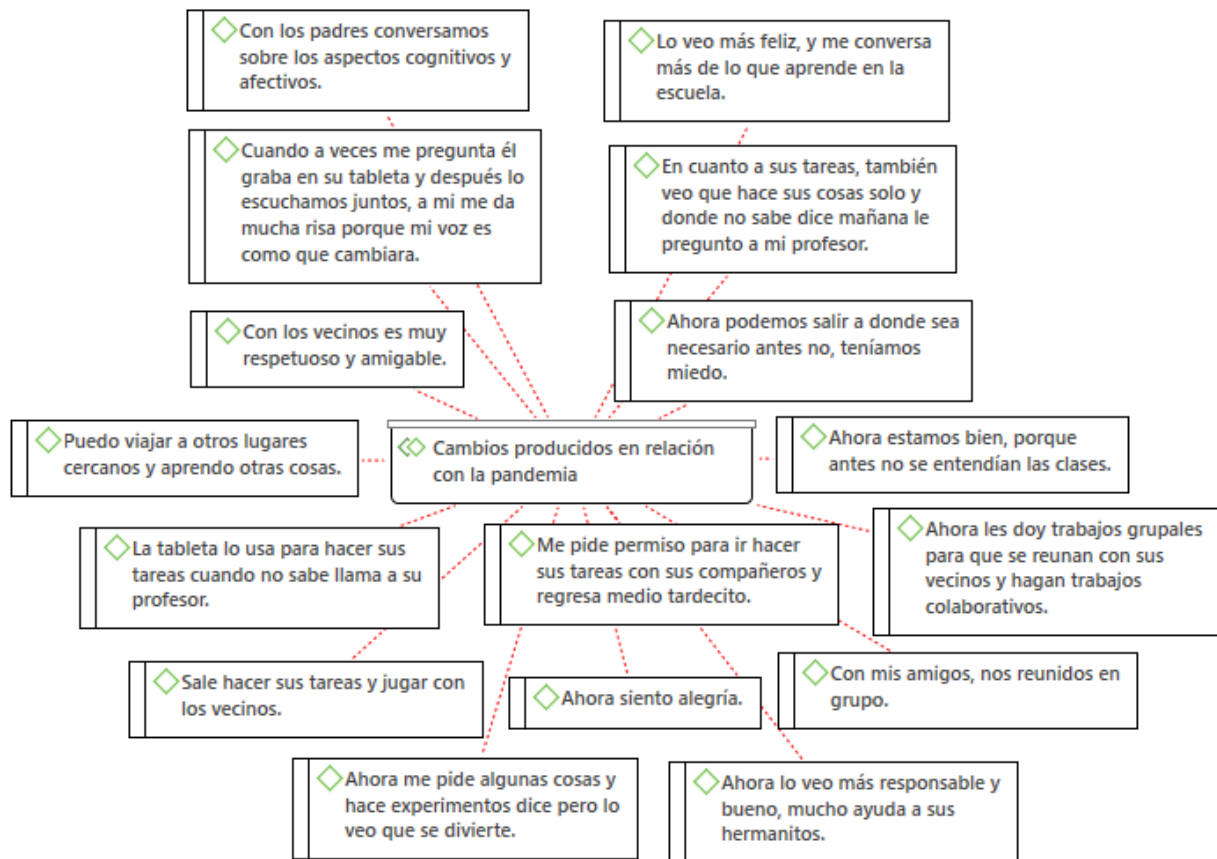 Con los padres conversamos
sobre los aspectos cognitivos y
afectivos.
Lo veo más feliz, y me conversa
más de lo que aprende en la
escuela.
Cuando a veces me pregunta él
graba en su tableta y después lo
escuchamos juntos, a mi me da
mucha risa porque mi voz es
como que cambiara.
En cuanto a sus tareas, también
veo que hace sus cosas solo y
donde no sabe dice mañana le
pregunto a mi profesor.
Con los vecinos es muy
respetuoso y amigable.
Ahora podemos salir a donde sea
necesario antes no, teníamos
miedo.
Puedo viajar a otros lugares
cercanos y aprendo otras cosas.
Cambios producidos en relación
con la pandemia
Ahora estamos bien, porque
antes no se entendían las clases.
La tableta lo usa para hacer sus
tareas cuando no sabe llama a su
profesor.
Me pide permiso para ir hacer
sus tareas con sus compañeros y
regresa medio tardecito.
Ahora les doy trabajos grupales
para que se reunan con sus
vecinos y hagan trabajos
colaborativos.
Sale hacer sus tareas y jugar con
los vecinos.
Ahora siento alegría.
Con mis amigos, nos reunidos en
grupo.
Ahora me pide algunas cosas y
hace experimentos dice pero lo
veo que se divierte.
Ahora lo veo más responsable y
bueno, mucho ayuda a sus
hermanitos.